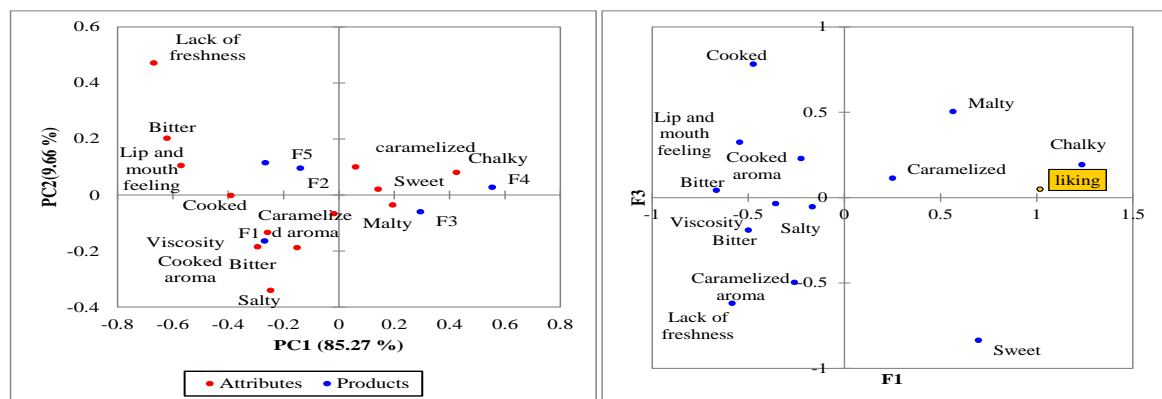 0.6
0.4
0.2
0
-0.2
-0.4
-0.8
-0.6
-0.4
-0.2
0
0.2
0.4
0.6
0.8
PC2(9.66 %)
PC1 (85.27 %)
Lack of
freshness
Bitter
Lip and
mouth
feeling
Cooked
F5
F2
caramelized
Chalky
Sweet
F4
Malty
F3
F1
Caramelize
d aroma
Viscosity
Cooked
aroma
Bitter
Salty
Attributes
Products
1
0.5
0
-0.5
-1
-1
-0.5
0
0.5
1
1.5
F3
F1
Cooked
Malty
Lip and
mouth
feeling
Cooked
aroma
Chalky
liking
Caramelized
Bitter
Viscosity
Bitter
Salty
Caramelized
aroma
Lack of
freshness
Sweet